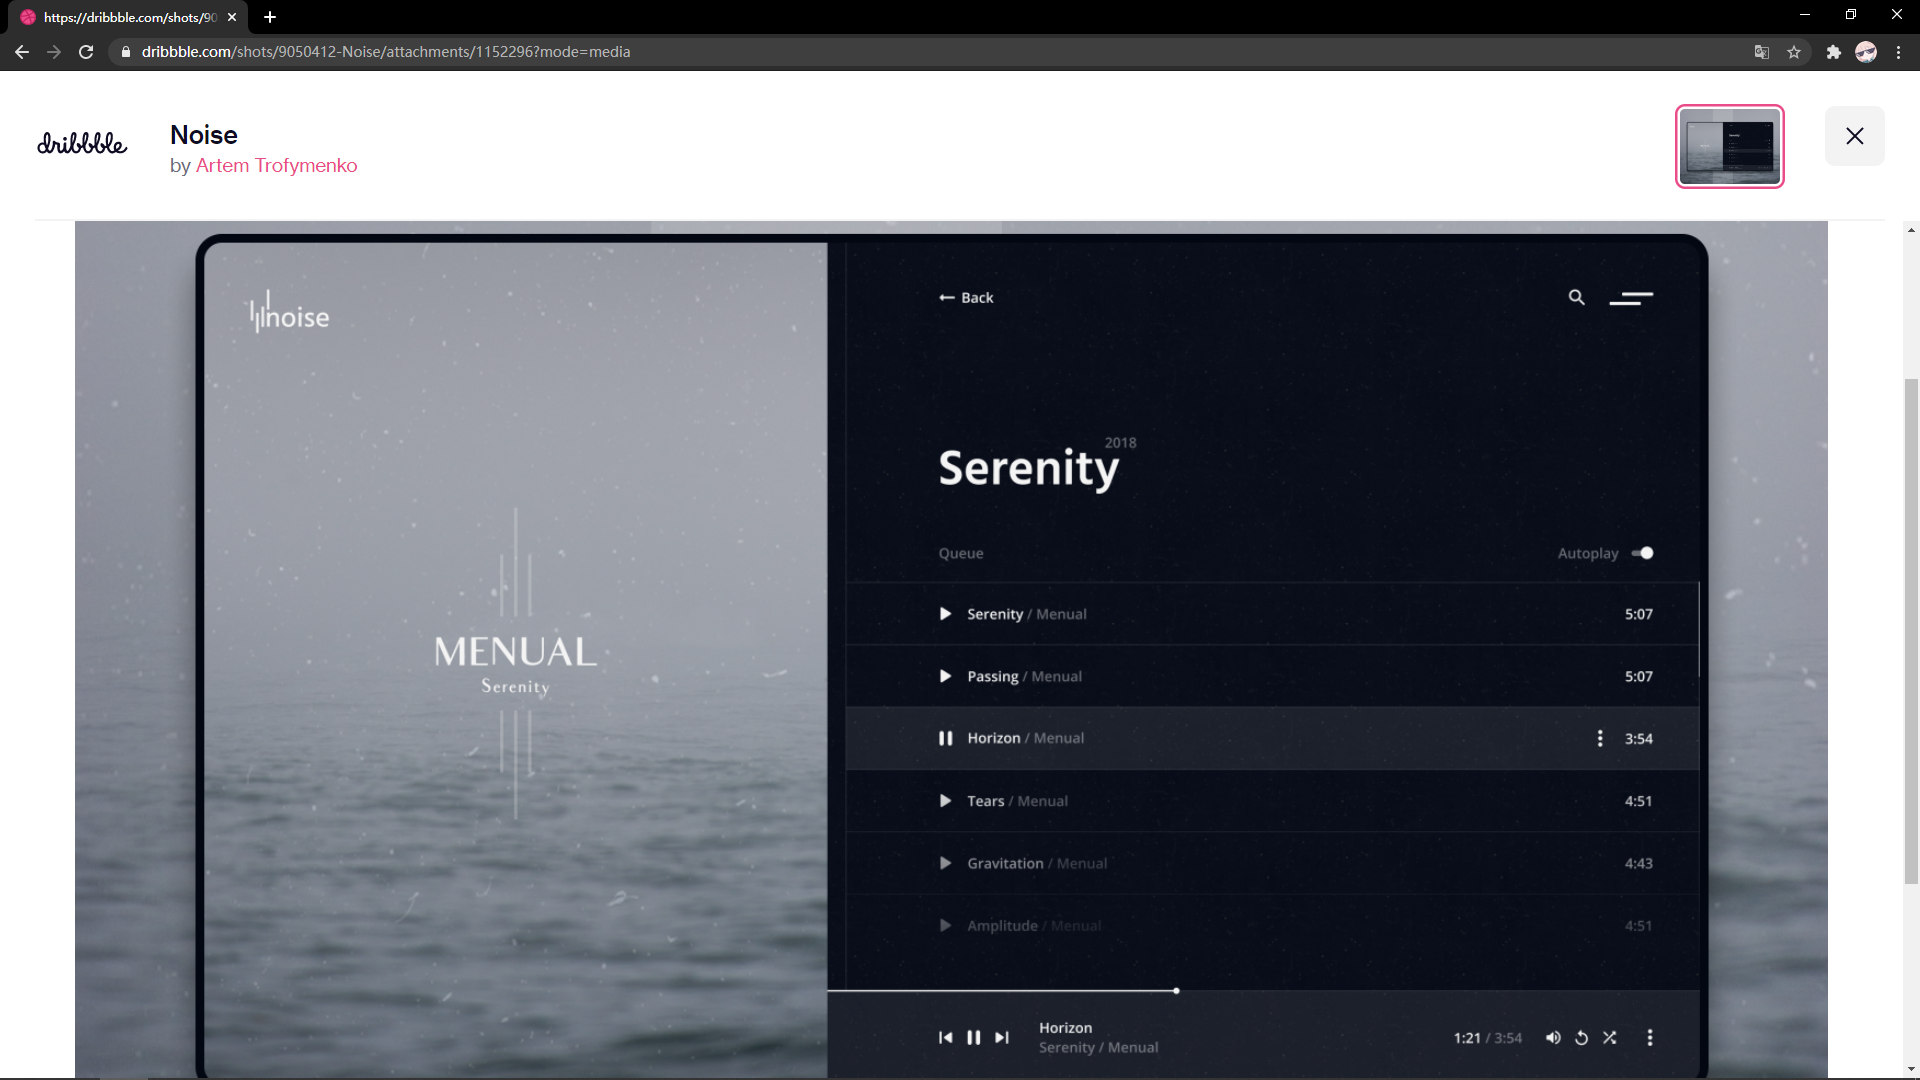 https://dribbble.com/shots/90
dribbble.com/shots/9050412-Noise/attachments/1152296?mode=media
dribbble
Noise
by Artem Trofymenko
noise
MENUAL
Serenity
Back
2018
Serenity
Queue
Autoplay
Serenity / Menual 5:07
Passing / Menual 5:07
Horizon / Menual 3:54
Tears / Menual 4:51
Gravitation / Menual 4:43
Amplitude / Menual 4:51
Horizon
Serenity / Menual
1:21 / 3:54